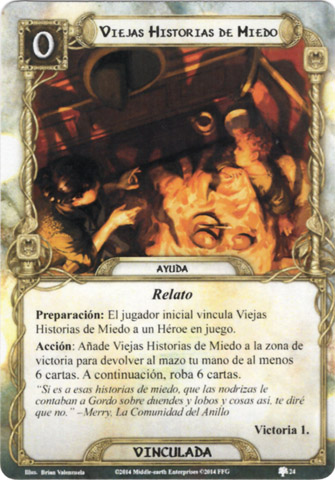 0
Viejas Historias de Miedo
AYUDA
Relato
Preparación: El jugador inicial vincula Viejas
Historias de Miedo a un Héroe en juego.
Acción: Añade Viejas Historias de Miedo a la zona de
victoria para devolver al mazo tu mano de al menos
6 cartas. A continuación, roba 6 cartas.
“Si es a esas historias de miedo, que las nodrizas le
contaban a Gordo sobre duendes y lobos y cosas así, te diré
que no.” –Merry, La Comunidad del Anillo
Victoria 1.
VINCULADA
Ilus. Brian Valenzuela ©2014 Middle-earth Enterprises ©2014 FFG 24